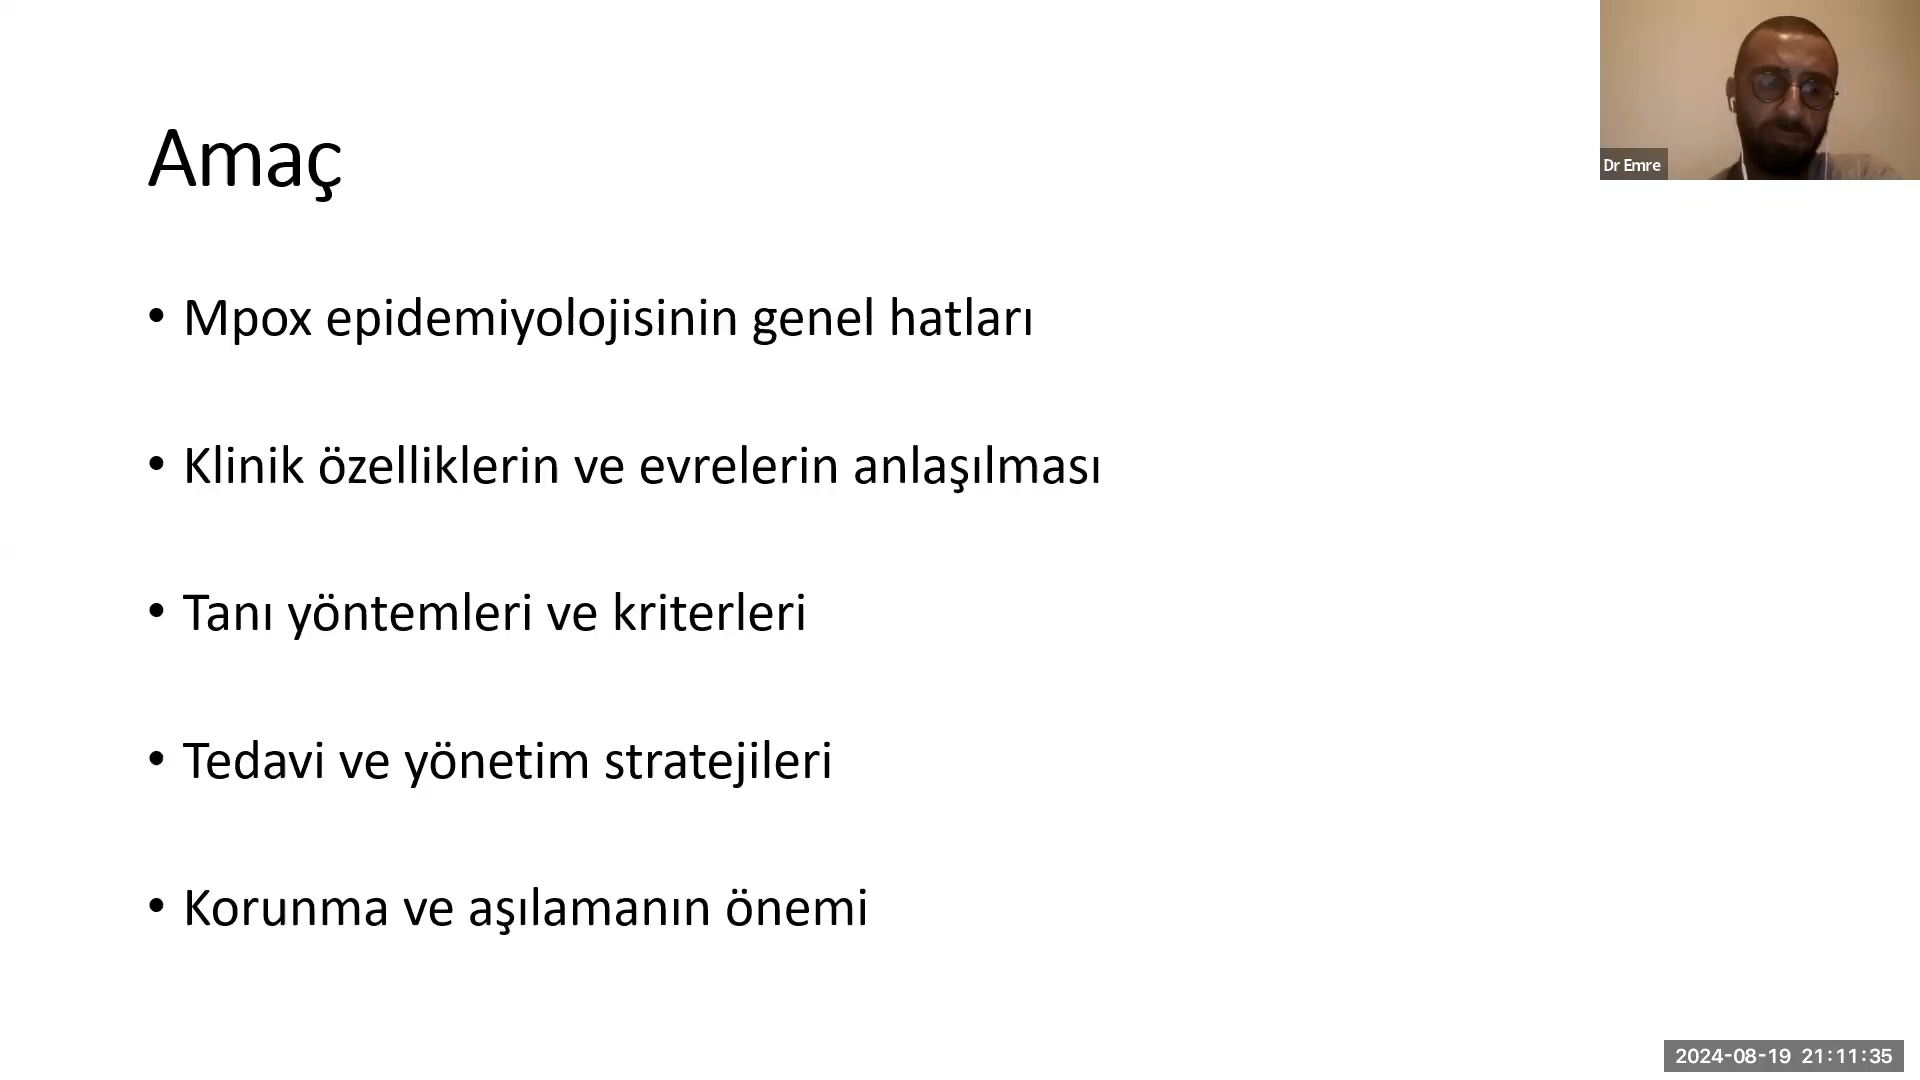 Amaç
• Mpox epidemiyolojisinin genel hatları
• Klinik özelliklerin ve evrelerin anlaşılması
• Tanı yöntemleri ve kriterleri
• Tedavi ve yönetim stratejileri
• Korunma ve aşılamanın önemi
Dr Emre
2024-08-19 21:11:35